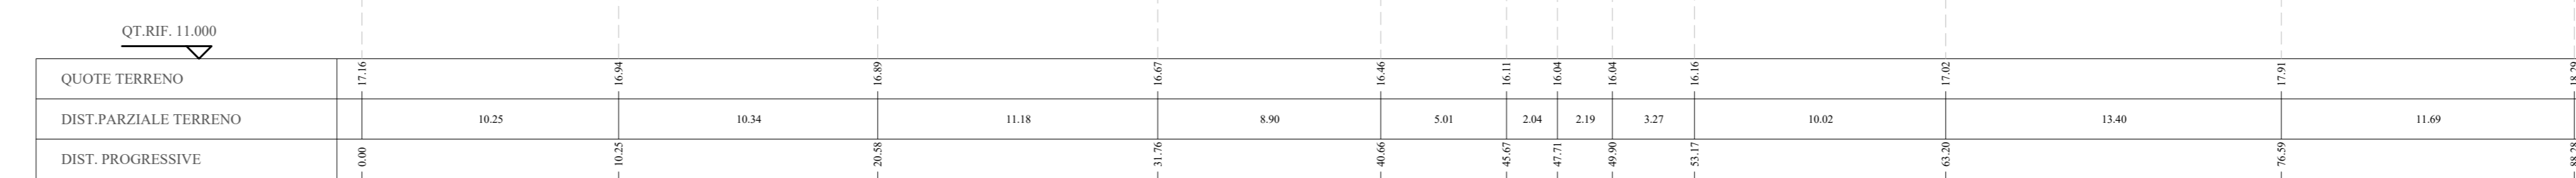 QT.RIF. 11.000
QUOTE TERRENO 17.16 16.94 16.89 16.67 16.46 16.11 16.04 16.04 16.16 17.02 17.91 18.29
DIST.PARZIALE TERRENO 10.25 10.34 11.18 8.90 5.01 2.04 2.19 3.27 10.02 13.40 11.69
DIST. PROGRESSIVE 0.00 10.25 20.58 31.76 40.66 45.67 47.71 49.90 53.17 63.20 76.59 88.28